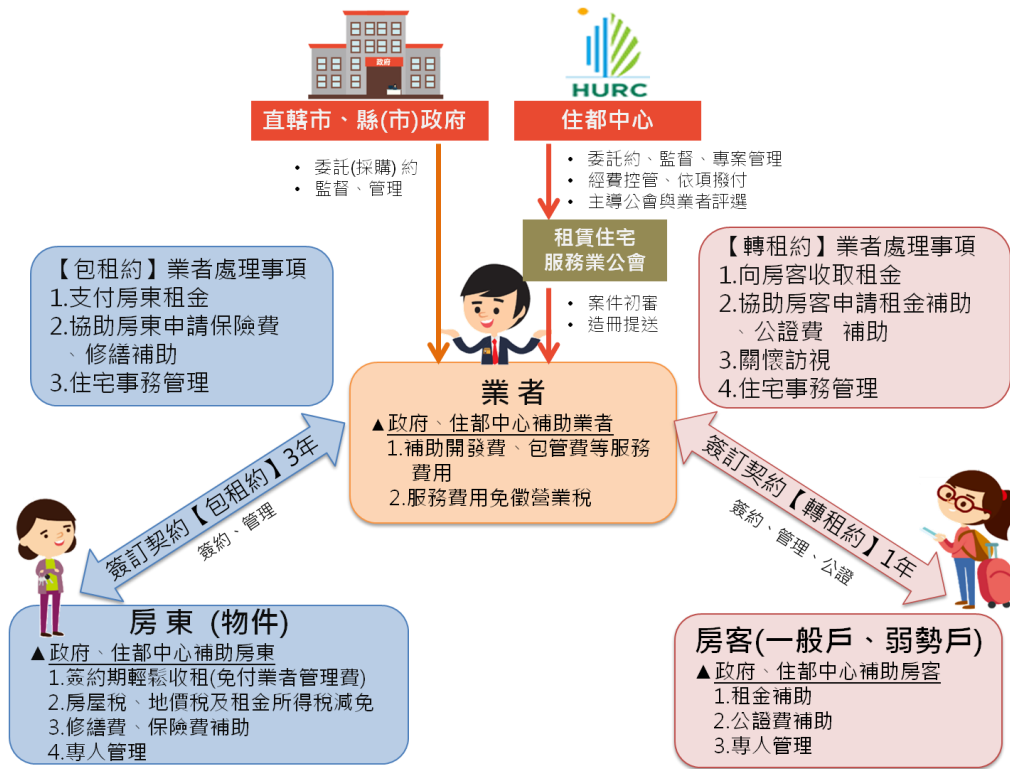 政府
HURC
直轄市、縣(市)政府
住都中心
• 委託(採購) 約
• 監督、管理
• 委託約、監督、專案管理
• 經費控管、依項撥付
• 主導公會與業者評選
租賃住宅
服務業公會
• 案件初審
• 造冊提送
【包租約】業者處理事項
1.支付房東租金
2.協助房東申請保險費
、修繕補助
3.住宅事務管理
【轉租約】業者處理事項
1.向房客收取租金
2.協助房客申請租金補助
、公證費 補助
3.關懷訪視
4.住宅事務管理
業者
▲政府、住都中心補助業者
1.補助開發費、包管費等服務
費用
2.服務費用免徵營業稅
簽訂契約【包租約】3年
簽約、管理
簽訂契約【轉租約】1年
簽約、管理、公證
房東 (物件)
▲政府、住都中心補助房東
1.簽約期輕鬆收租(免付業者管理費)
2.房屋稅、地價稅及租金所得稅減免
3.修繕費、保險費補助
4.專人管理
房客(一般戶、弱勢戶)
▲政府、住都中心補助房客
1.租金補助
2.公證費補助
3.專人管理